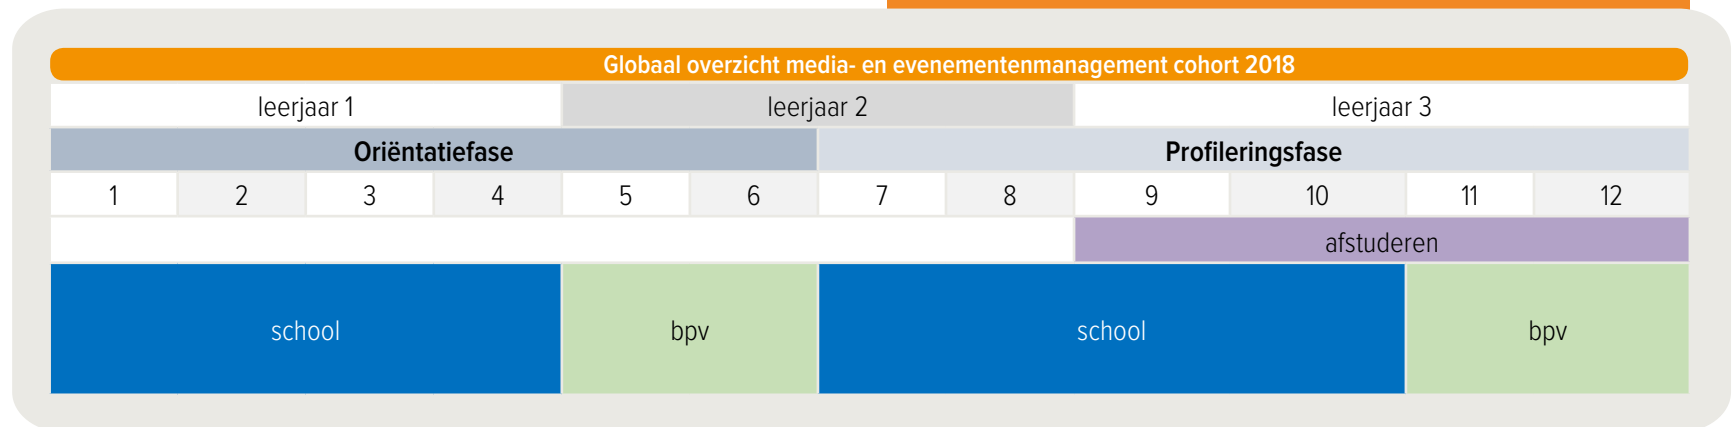 Globaal overzicht media- en evenementenmanagement cohort 2018
leerjaar 1 leerjaar 2 leerjaar 3
Oriëntatiefase Profileringsfase
1 2 3 4 5 6 7 8 9 10 11 12
afstuderen
school bpv school bpv